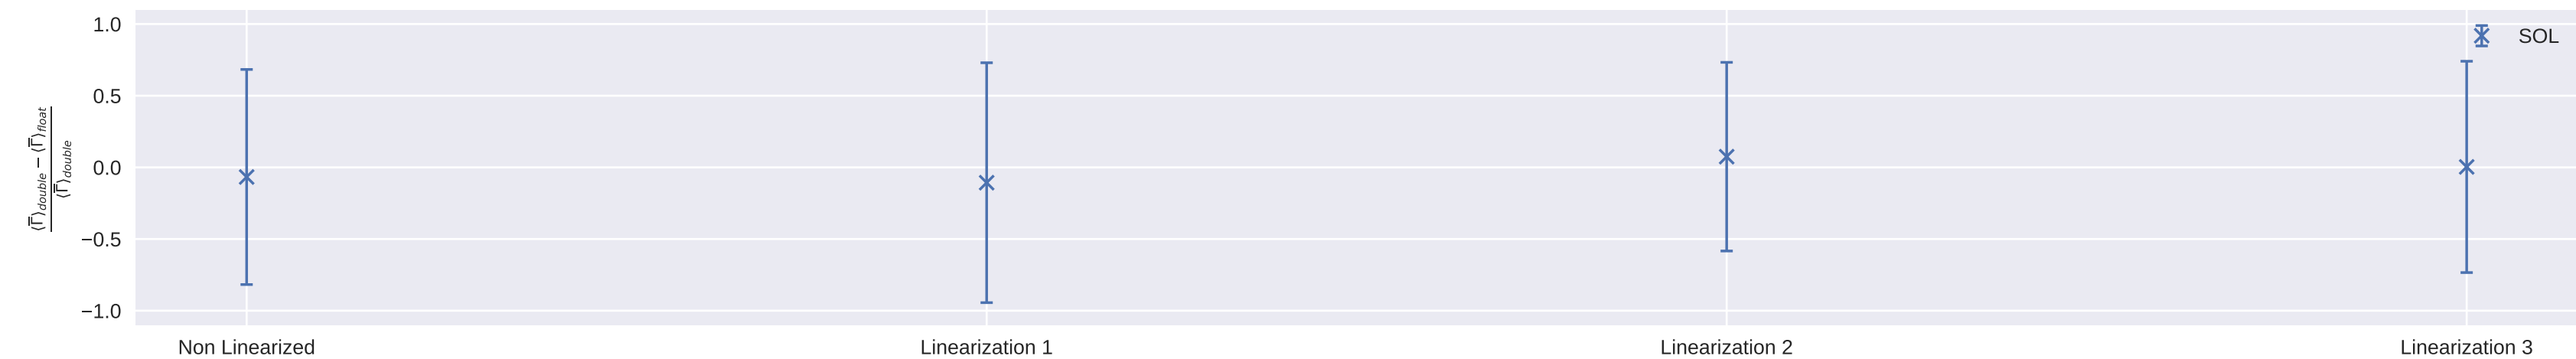 1.0
SOL
0.5
0.0
−0.5
−1.0
⟨Γ̿⟩double − ⟨Γ̿⟩float
⟨Γ̿⟩double
Non Linearized
Linearization 1
Linearization 2
Linearization 3